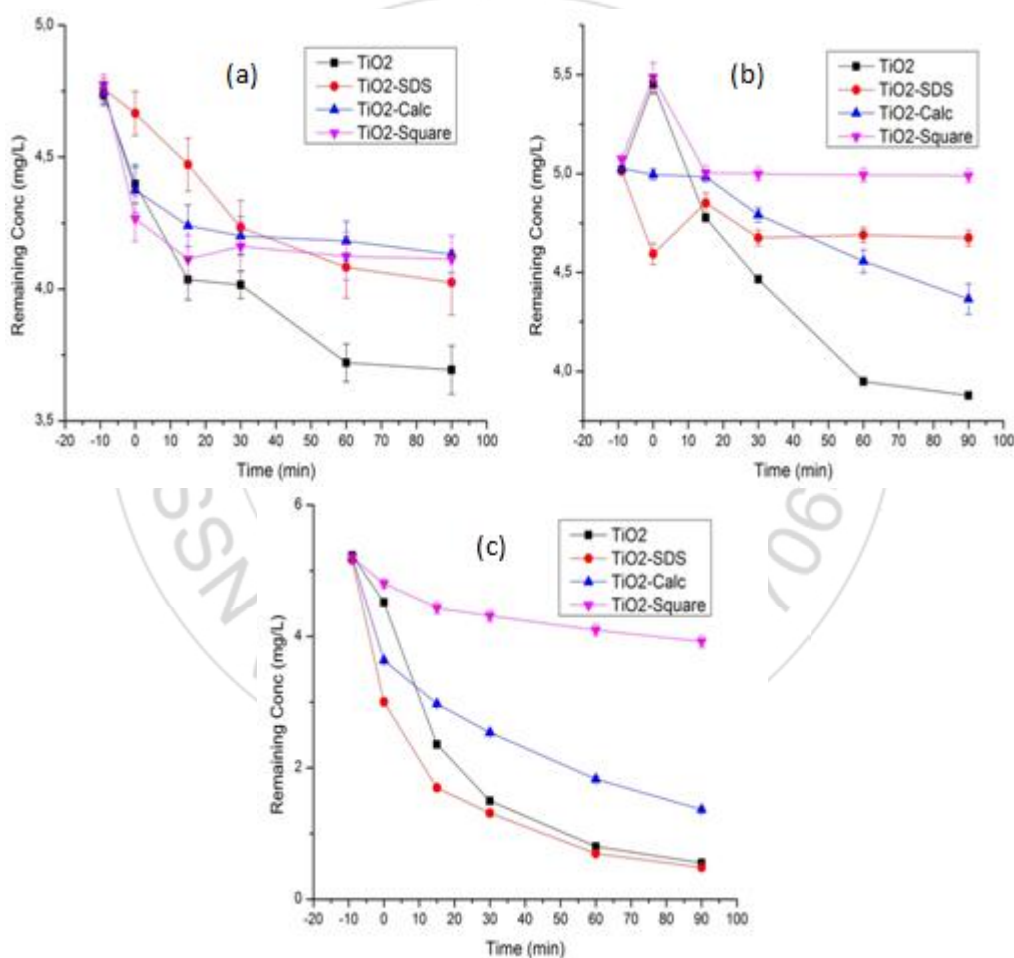 5,0
4,5
4,0
3.5
Remaining Conc (mg/L)
(a)
TiO2
TiO2-SDS
TiO2-Calc
TiO2-Square
-20 -10 0 10 20 30 40 50 60 70 80 90 100
Time (min)
5,5
5,0
4,5
4,0
Remaining Conc (mg/L)
(b)
TiO2
TiO2-SDS
TiO2-Calc
TiO2-Square
-20 -10 0 10 20 30 40 50 60 70 80 90 100
Time (min)
6
4
2
0
Remaining Conc (mg/L)
(c)
TiO2
TiO2-SDS
TiO2-Calc
TiO2-Square
-20 -10 0 10 20 30 40 50 60 70 80 90 100
Time (min)